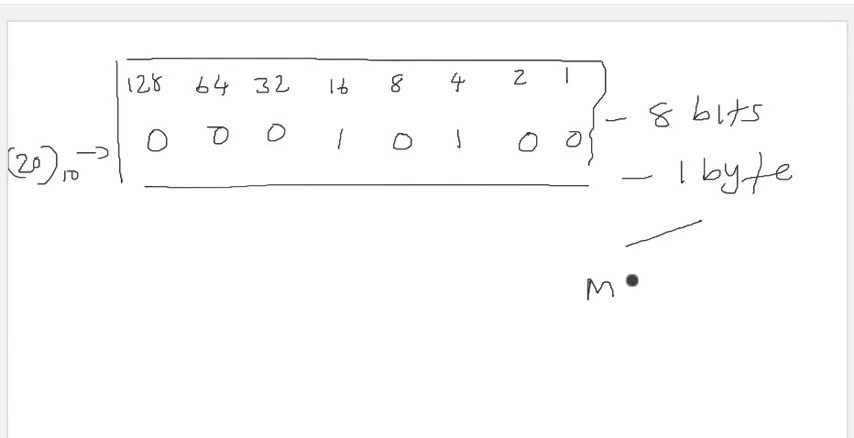 128 64 32 16 8 4 2 1
- 8 bits
(20)10 → 0 0 0 1 0 1 0 0
- 1 byte
M